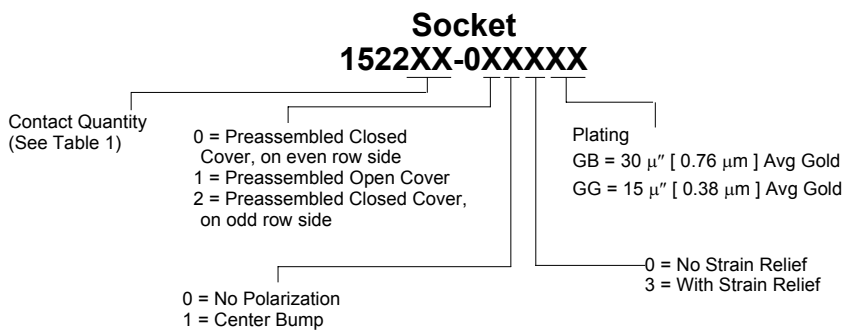 Socket
1522XX-0XXXXX
Contact Quantity
(See Table 1)
0 = Preassembled Closed
Cover, on even row side
1 = Preassembled Open Cover
2 = Preassembled Closed Cover,
on odd row side
Plating
GB = 30 µ″ [ 0.76 µm ] Avg Gold
GG = 15 µ″ [ 0.38 µm ] Avg Gold
0 = No Polarization
1 = Center Bump
0 = No Strain Relief
3 = With Strain Relief